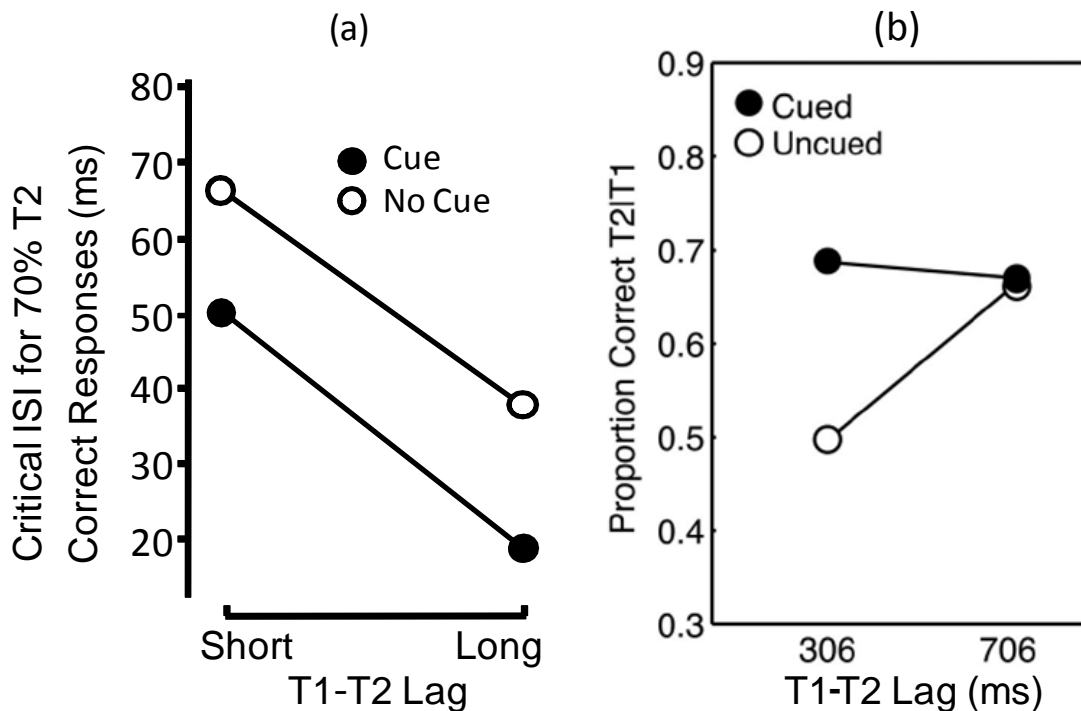 (a)
80
70
60
50
40
30
20
Critical ISI for 70% T2
Correct Responses (ms)
Cue
No Cue
Short
Long
T1-T2 Lag
(b)
0.9
0.8
0.7
0.6
0.5
0.4
0.3
Proportion Correct T2|T1
Cued
Uncued
306
706
T1-T2 Lag (ms)